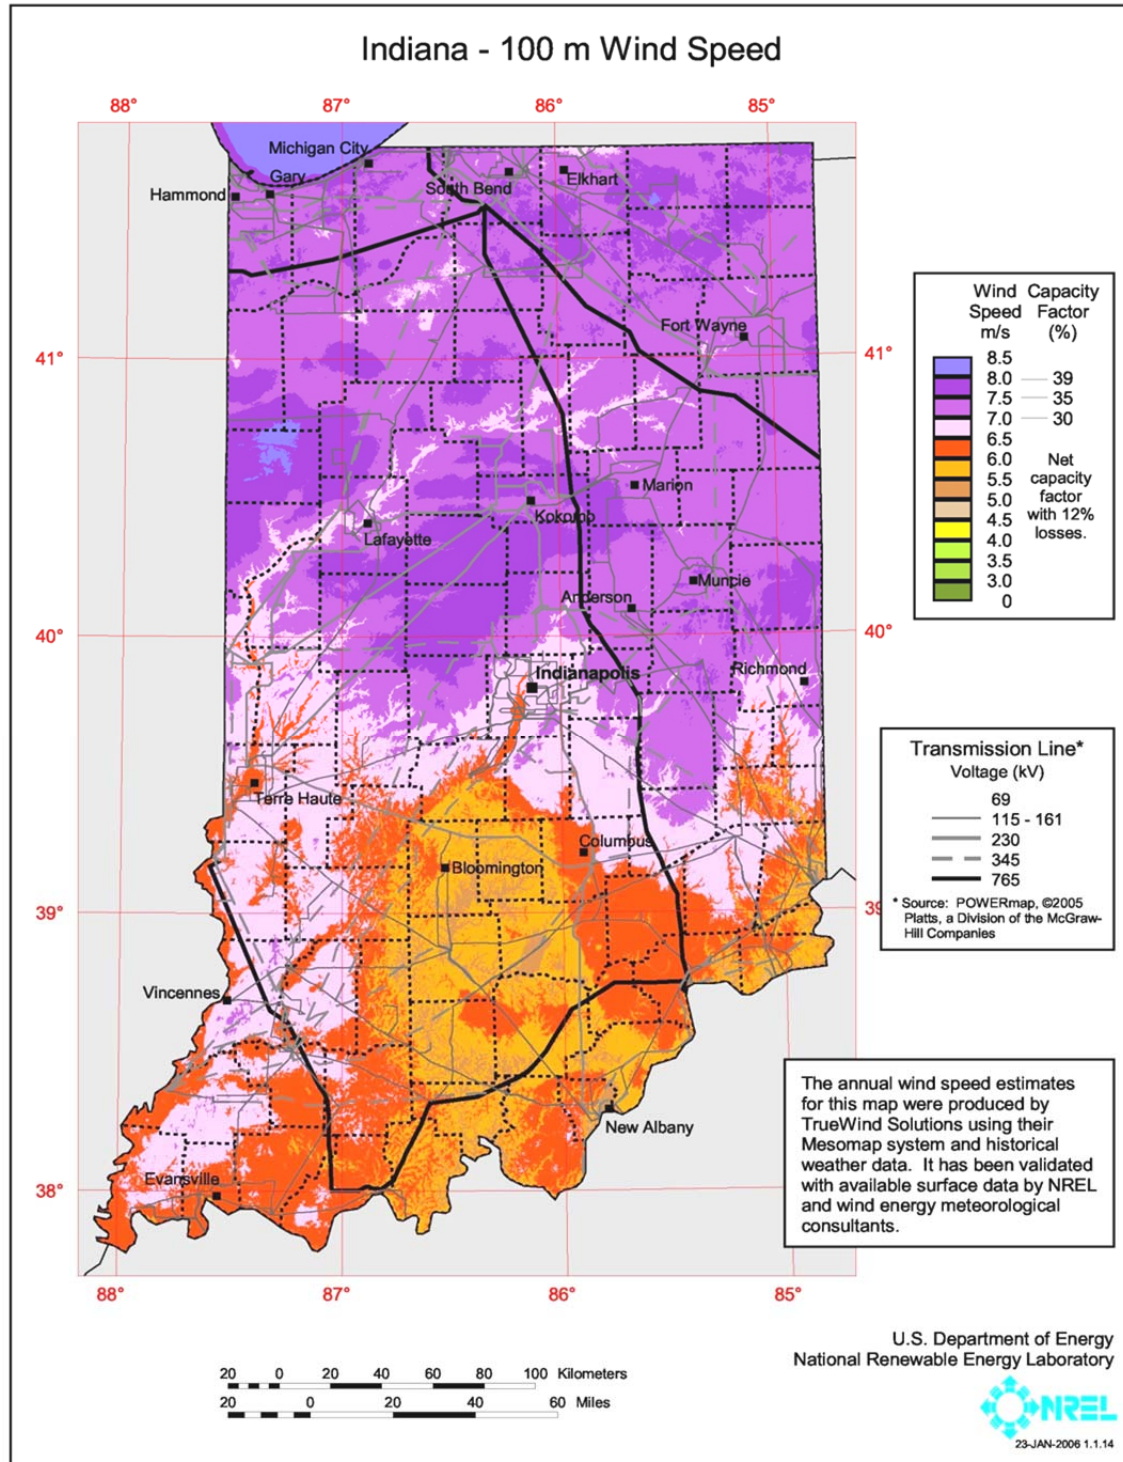 Indiana - 100 m Wind Speed
88° 87° 86° 85°
Michigan City
Gary
Hammond
South Bend
Elkhart
Fort Wayne
41° 41°
Marion
Kokomo
Lafayette
Muncie
Anderson
40° 40°
Richmond
Indianapolis
Terre Haute
Columbus
Bloomington
39° 39
Vincennes
New Albany
Evansville
38°
88° 87° 86° 85°
Wind Capacity
Speed Factor
m/s (%)
8.5
8.0 39
7.5 35
7.0 30
6.5
6.0
5.5
5.0
4.5
4.0
3.5
3.0
0
Net
capacity
factor
with 12%
losses.
Transmission Line*
Voltage (kV)
69
115 - 161
230
345
765
* Source: POWERmap, ©2005
Platts, a Division of the McGraw-
Hill Companies
The annual wind speed estimates
for this map were produced by
TrueWind Solutions using their
Mesomap system and historical
weather data. It has been validated
with available surface data by NREL
and wind energy meteorological
consultants.
U.S. Department of Energy
National Renewable Energy Laboratory
20 0 20 40 60 80 100 Kilometers
20 0 20 40 60 Miles
NREL
23-JAN-2006 1.1.14